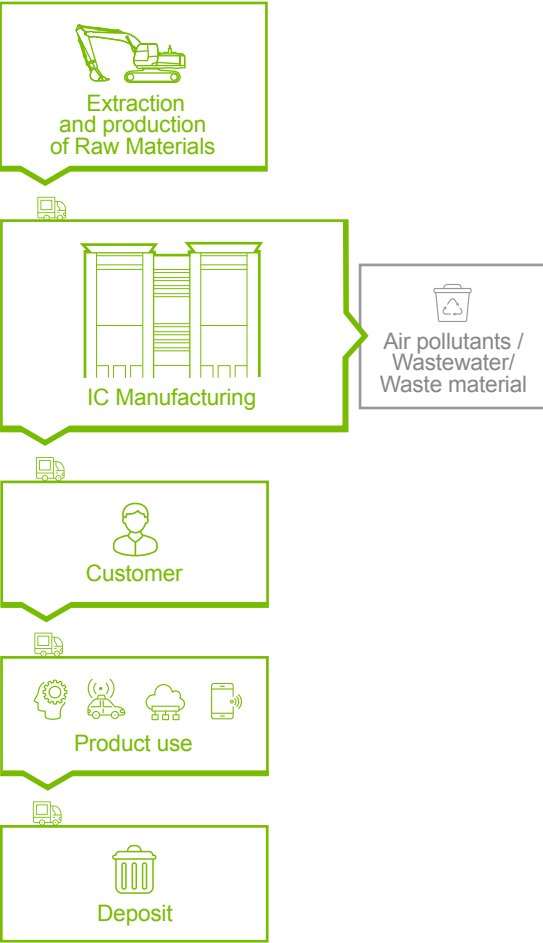 Extraction
and production
of Raw Materials
IC Manufacturing
Air pollutants /
Wastewater/
Waste material
Customer
Product use
Deposit